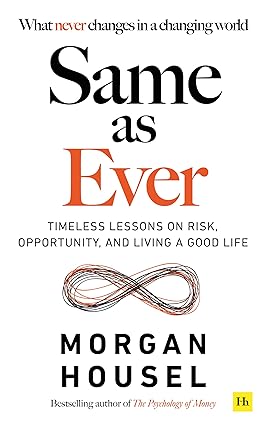 What never changes in a changing world
Same
as
Ever
TIMELESS LESSONS ON RISK,
OPPORTUNITY, AND LIVING A GOOD LIFE
MORGAN
HOUSEL
Bestselling author of The Psychology of Money
Hh